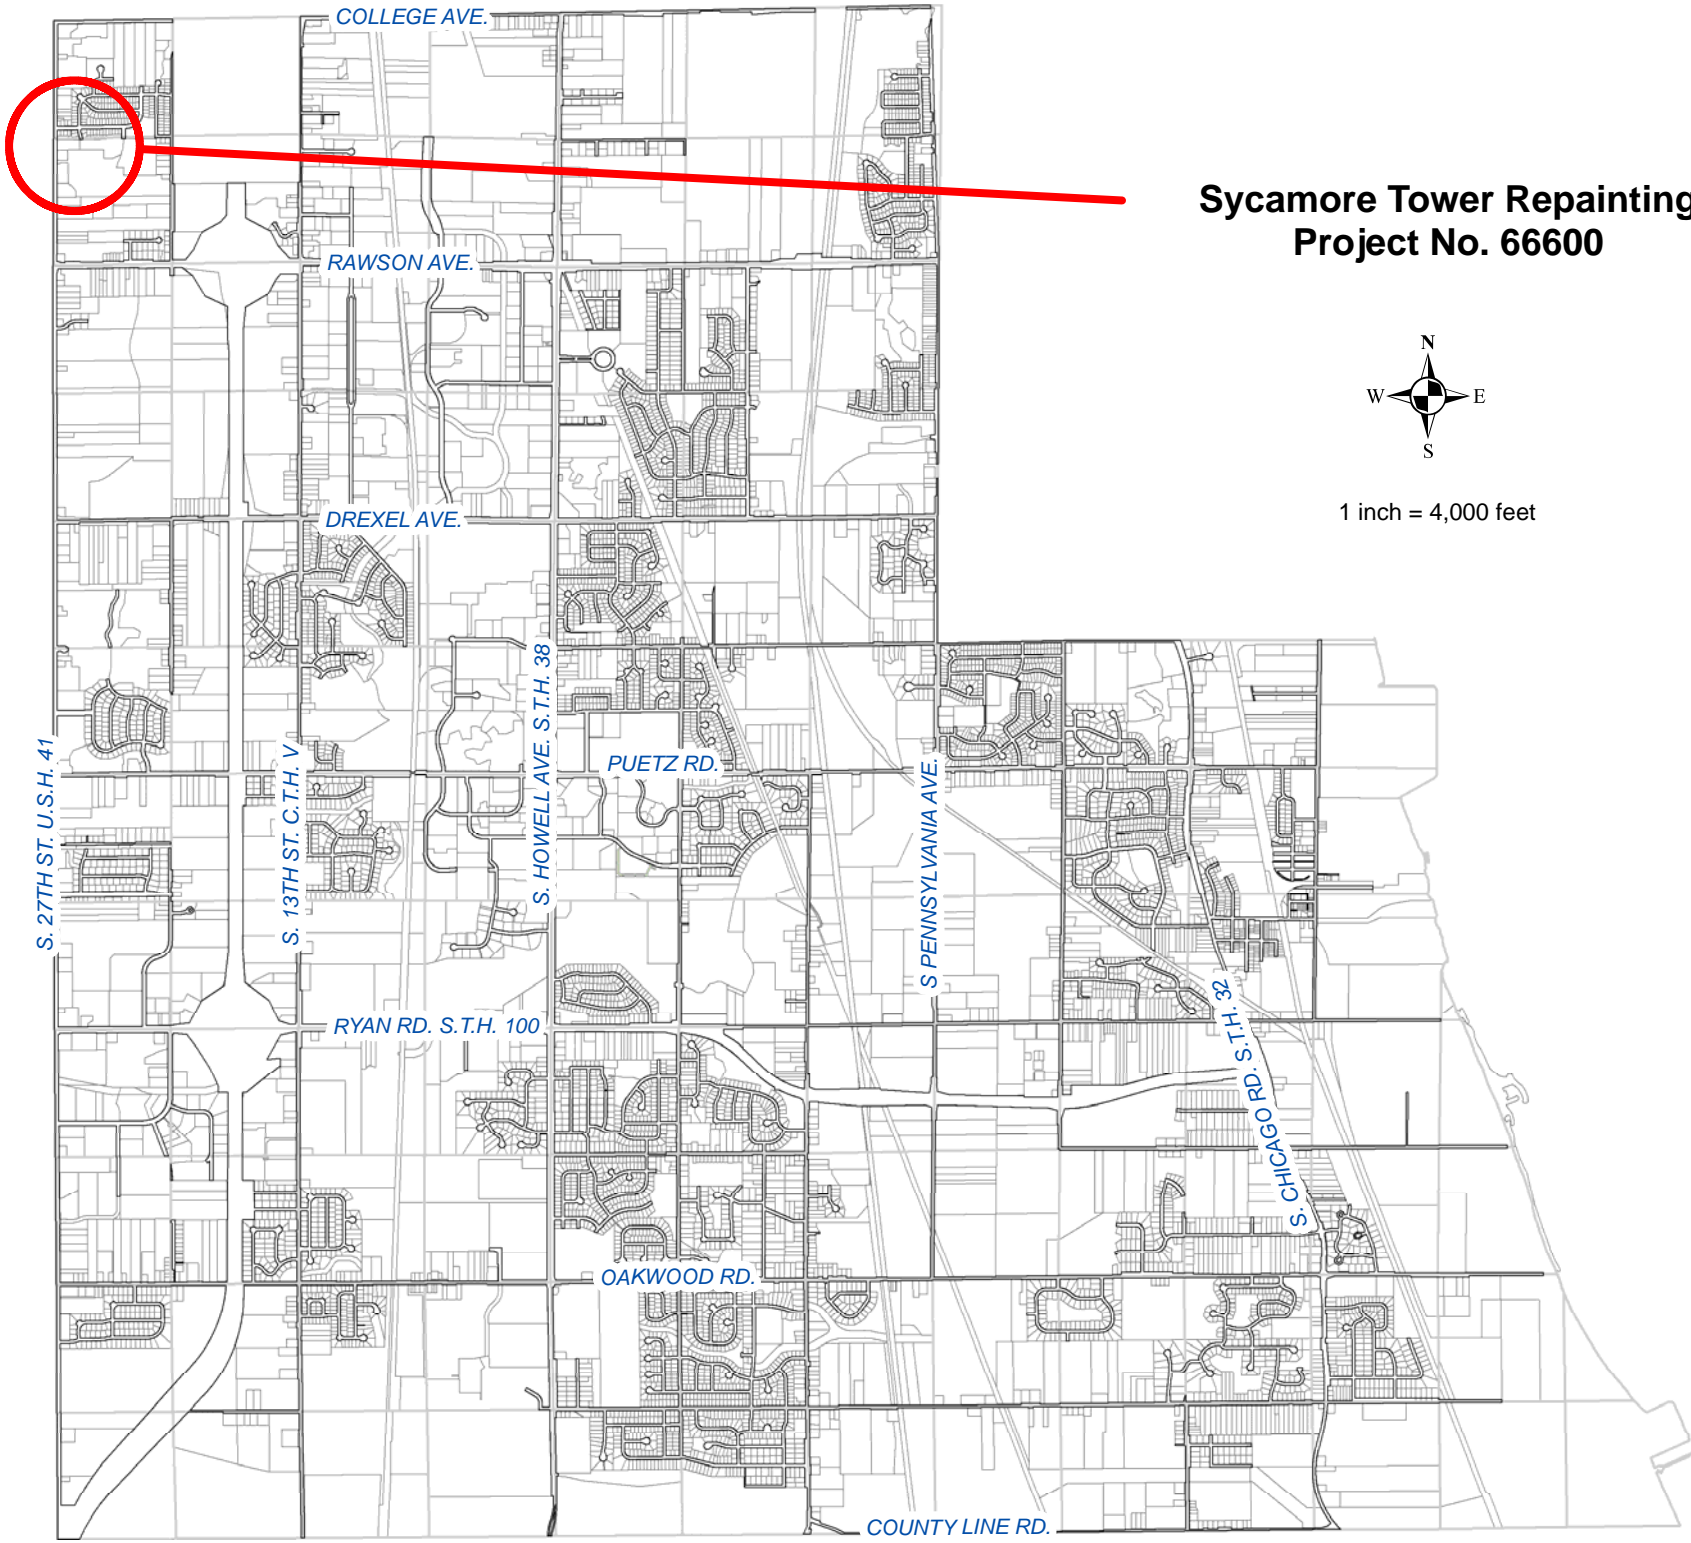 COLLEGE AVE.
Sycamore Tower Repainting
Project No. 66600
RAWSON AVE.
N
W
E
S
1 inch = 4,000 feet
DREXEL AVE.
S. 27TH ST. U.S.H. 41
S. 13TH ST. C.T.H. V
S. HOWELL AVE. S.T.H. 38
PUETZ RD.
S PENNSYLVANIA AVE.
RYAN RD. S.T.H. 100
S. CHICAGO RD. S.T.H. 32
OAKWOOD RD.
COUNTY LINE RD.